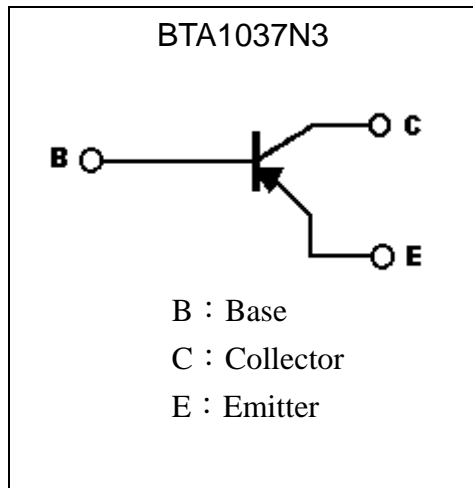 BTA1037N3
C
B
E
B：Base
C：Collector
E：Emitter